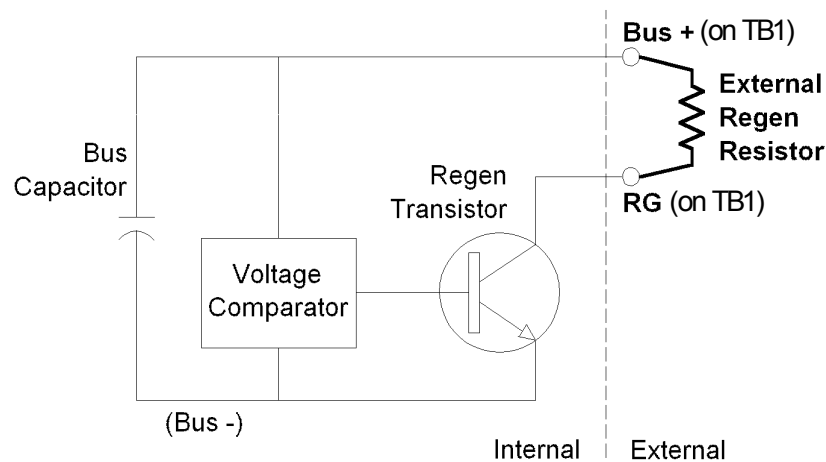 Bus + (on TB1)
External
Regen
Resistor
Bus
Capacitor
Regen
Transistor
RG (on TB1)
Voltage
Comparator
(Bus -)
Internal
External